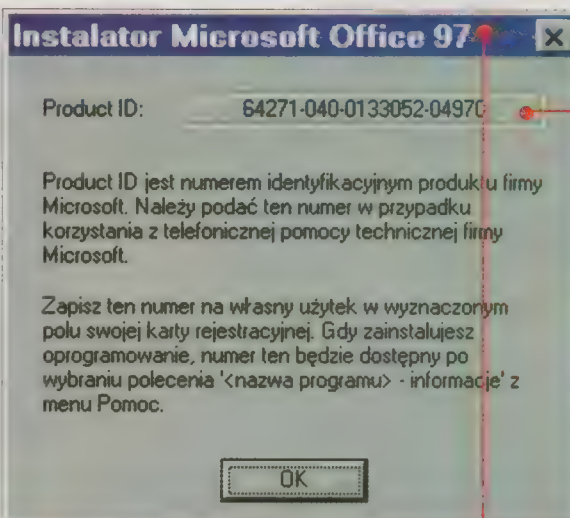 Instalator Microsoft Office 97
Product ID: 64271-040-0133052-04970
Product ID jest numerem identyfikacyjnym produktu firmy
Microsoft. Należy podać ten numer w przypadku
korzystania z telefonicznej pomocy technicznej firmy
Microsoft.
Zapisz ten numer na własny użytek w wyznaczonym
polu swojej karty rejestracyjnej. Gdy zainstalujesz
oprogramowanie, numer ten będzie dostępny po
wybraniu polecenia '<nazwa programu> - informacje' z
menu Pomoc.
OK